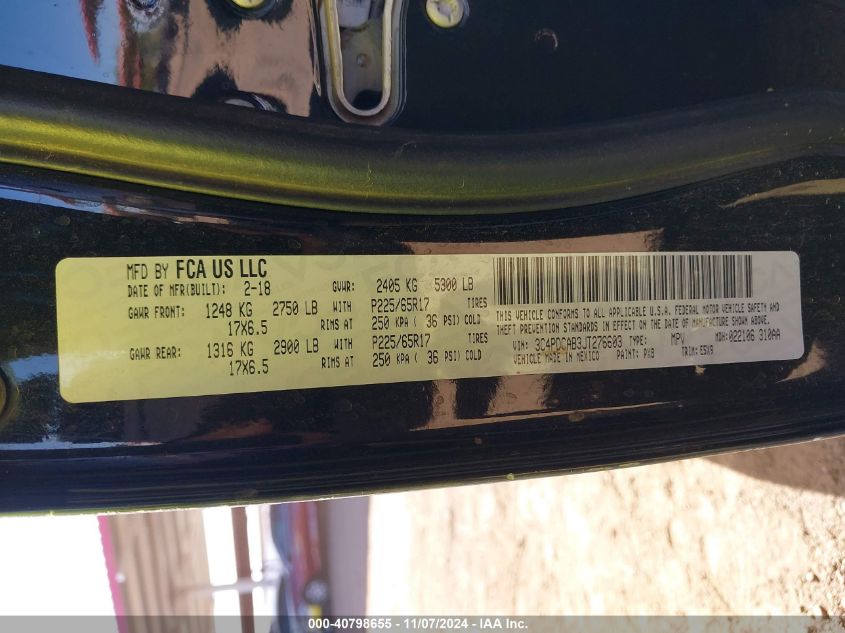 MFD BY FCA US LLC
DATE OF MFR(BUILT): 2-18 GVWR: 2405 KG 5300 LB
GAWR FRONT: 1248 KG 2750 LB WITH P225/65R17 TIRES
17X6.5 RIMS AT 250 KPA ( 36 PSI) COLD
GAWR REAR: 1316 KG 2900 LB WITH P225/65R17 TIRES
17X6.5 RIMS AT 250 KPA ( 36 PSI) COLD
THIS VEHICLE CONFORMS TO ALL APPLICABLE U.S.A. FEDERAL MOTOR VEHICLE SAFETY AND
THEFT PREVENTION STANDARDS IN EFFECT ON THE DATE OF MANUFACTURE SHOWN ABOVE.
VIN: 3C4PDCAB3JT276603 TYPE: MPV MDH: 022106 310AA
VEHICLE MADE IN MEXICO PAINT: PXB TRIM: E5X9
000-40798655 - 11/07/2024 - IAA Inc.